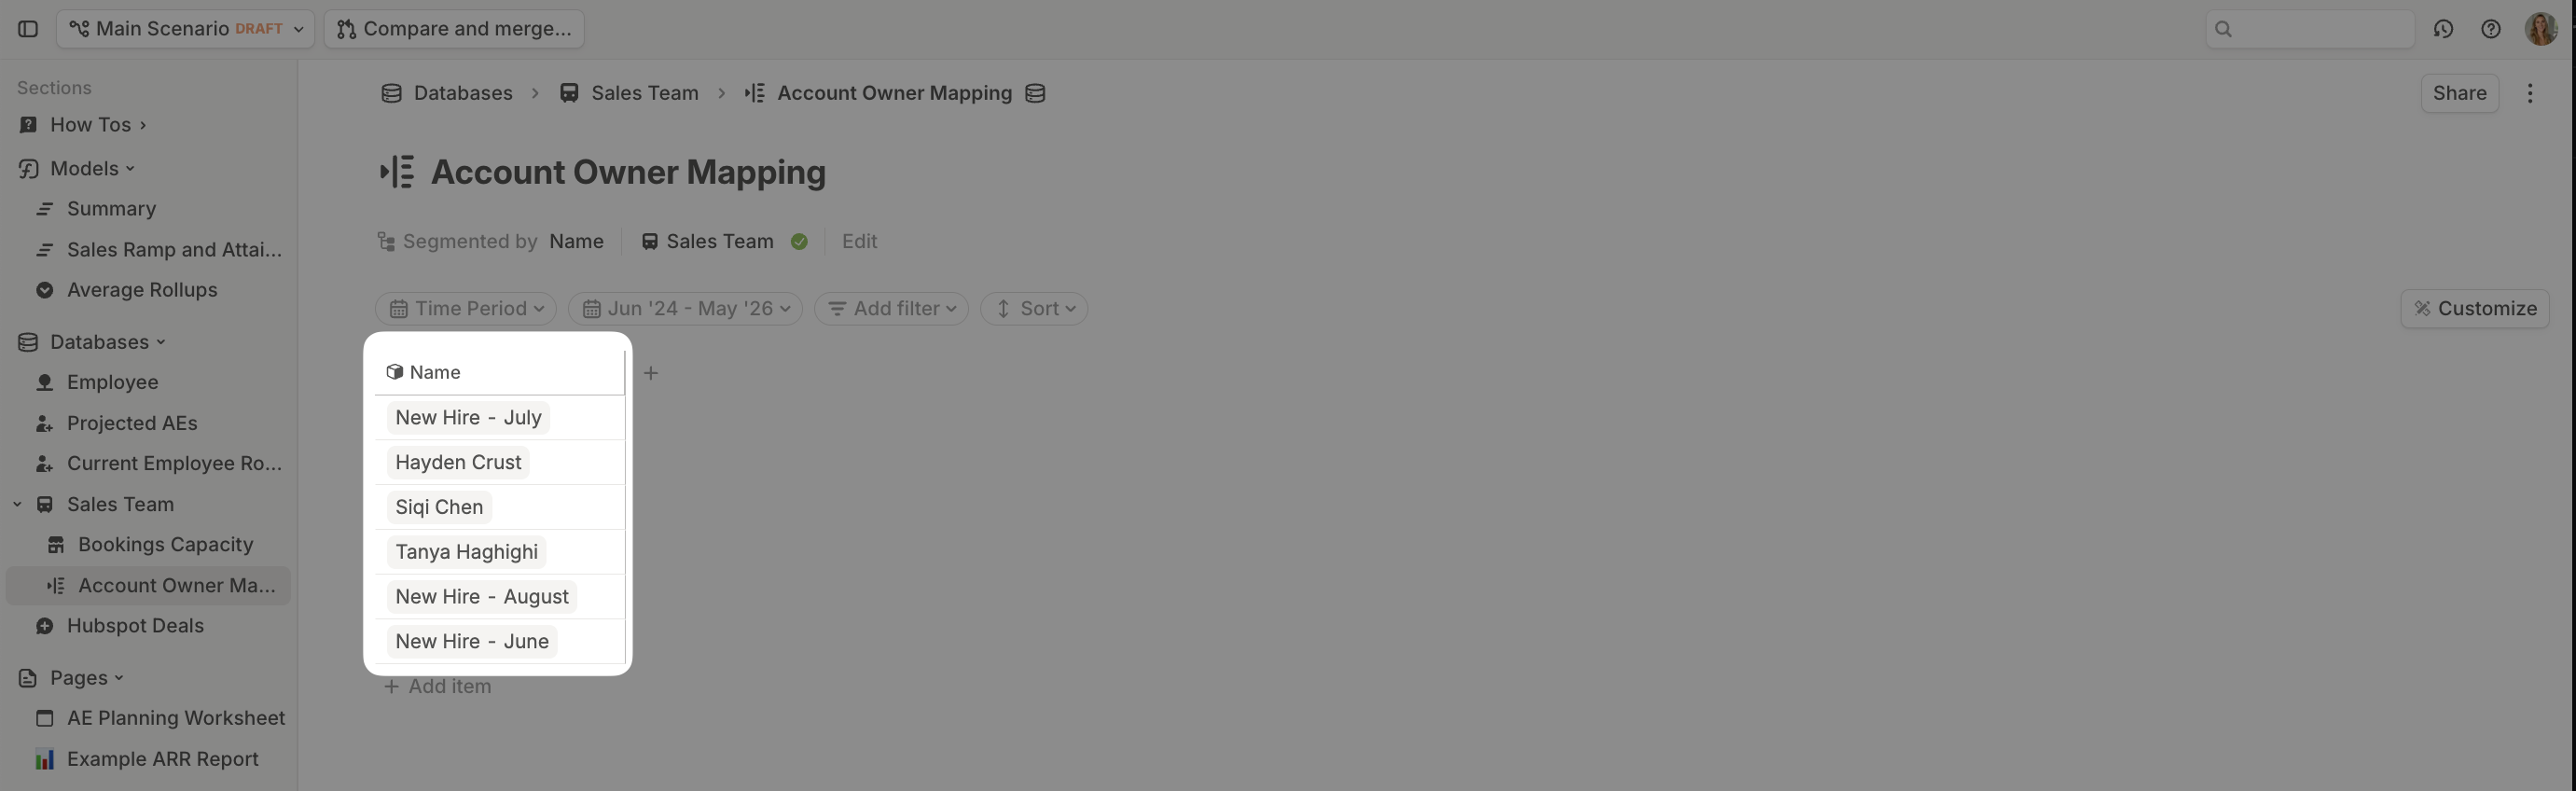 Main Scenario DRAFT
Compare and merge...
Sections
How Tos
Models
Summary
Sales Ramp and Attai...
Average Rollups
Databases
Employee
Projected AEs
Current Employee Ro...
Sales Team
Bookings Capacity
Account Owner Ma...
Hubspot Deals
Pages
AE Planning Worksheet
Example ARR Report
Databases > Sales Team > Account Owner Mapping
Share
Account Owner Mapping
Segmented by Name Sales Team Edit
Time Period Jun '24 - May '26 Add filter Sort
Customize
Name
New Hire - July
Hayden Crust
Siqi Chen
Tanya Haghighi
New Hire - August
New Hire - June
+ Add item